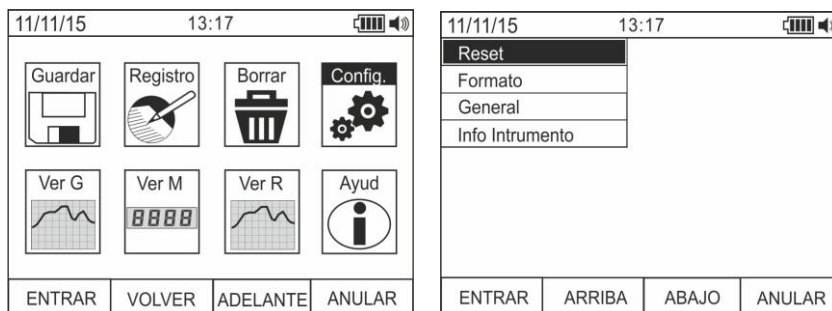 11/11/15 13:17
Guardar Registro Borrar Config.
Ver G Ver M Ver R Ayud
8888
ENTRAR VOLVER ADELANTE ANULAR
11/11/15 13:17
Reset
Formato
General
Info Intrumento
ENTRAR ARRIBA ABAJO ANULAR